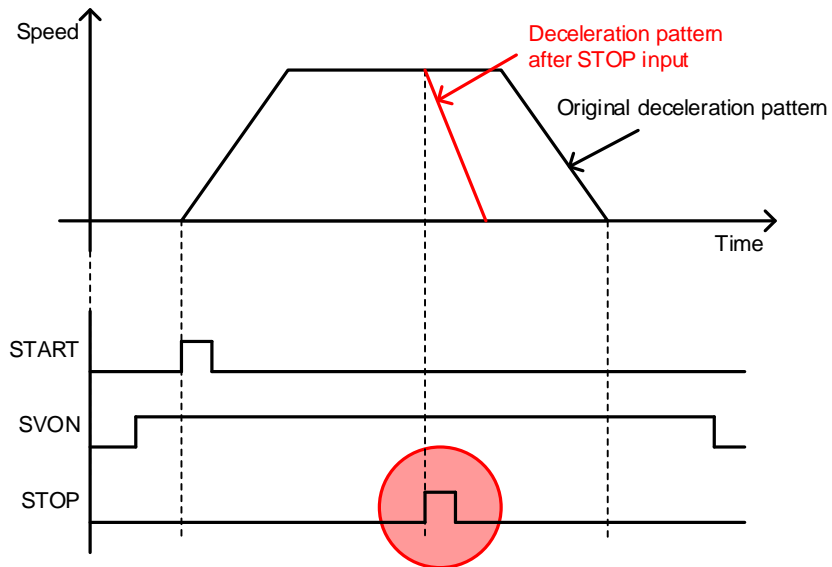 Speed
Deceleration pattern
after STOP input
Original deceleration pattern
Time
START
SVON
STOP